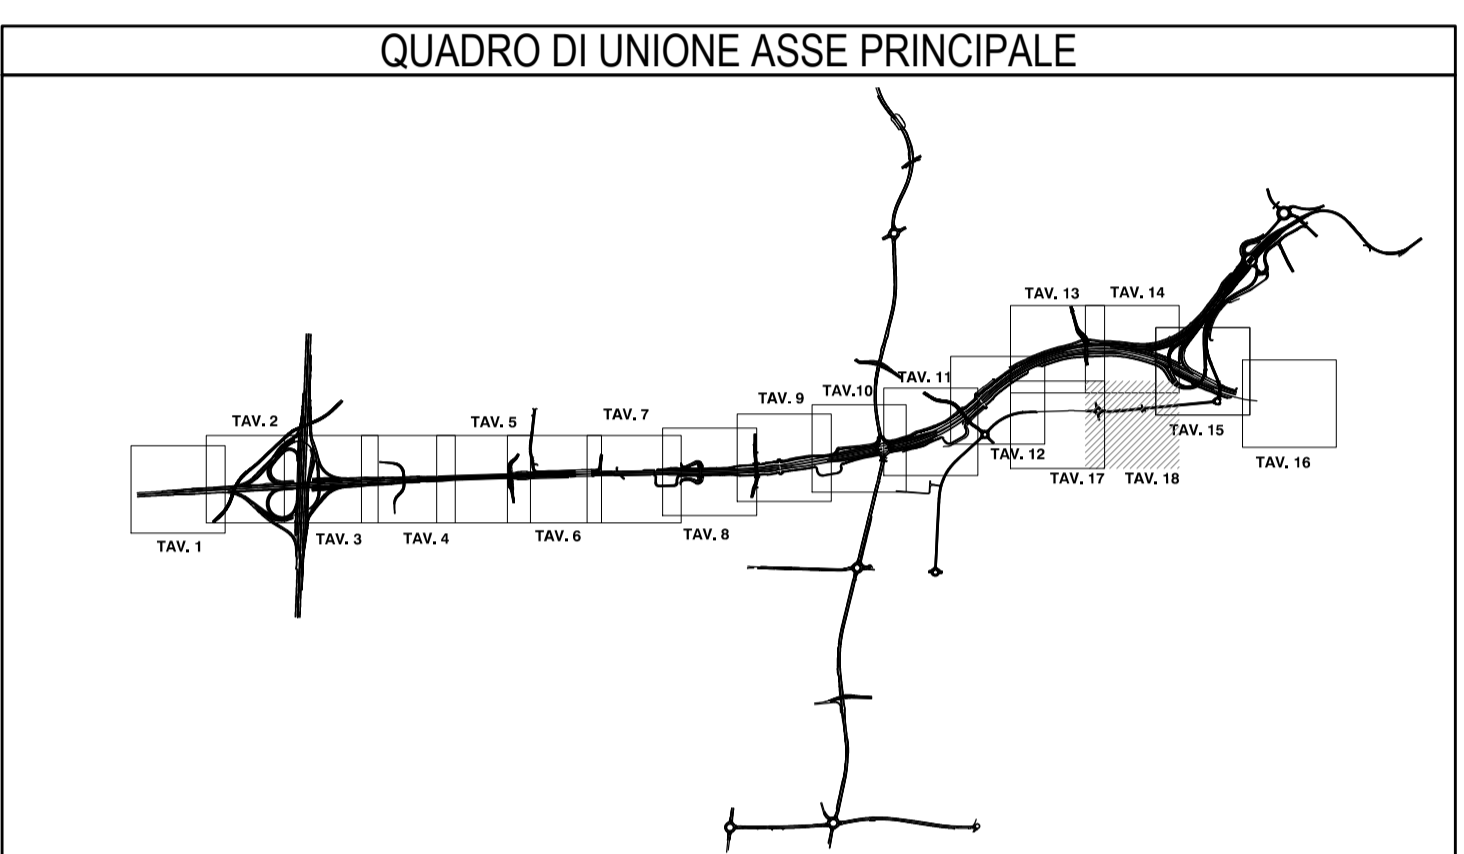 QUADRO DI UNIONE ASSE PRINCIPALE
TAV. 13
TAV. 14
TAV. 11
TAV.10
TAV. 9
TAV. 7
TAV. 5
TAV. 2
TAV. 15
TAV. 12
TAV. 16
TAV. 17
TAV. 18
TAV. 8
TAV. 6
TAV. 4
TAV. 3
TAV. 1